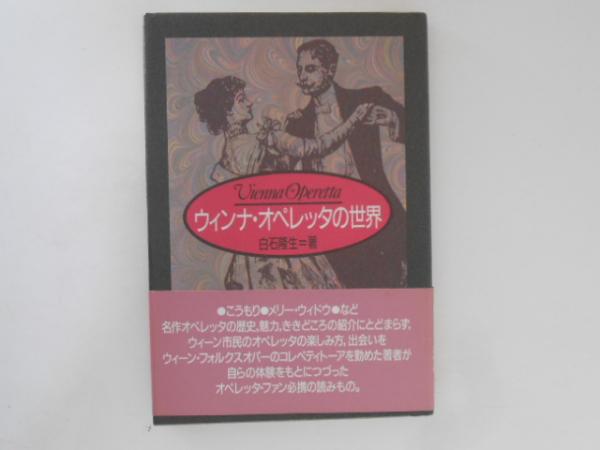 Vienna Operetta
ウィンナ・オペレッタの世界
白石隆生=著
●こうもり●メリー・ウィドウ●など
名作オペレッタの歴史、魅力、ききどころの紹介にとどまらず、
ウィーン市民のオペレッタの楽しみ方、出会いを
ウィーン・フォルクスオパーのコレペティトーアを勤めた著者が
自らの体験をもとにつづった
オペレッタ・ファン必携の読みもの。